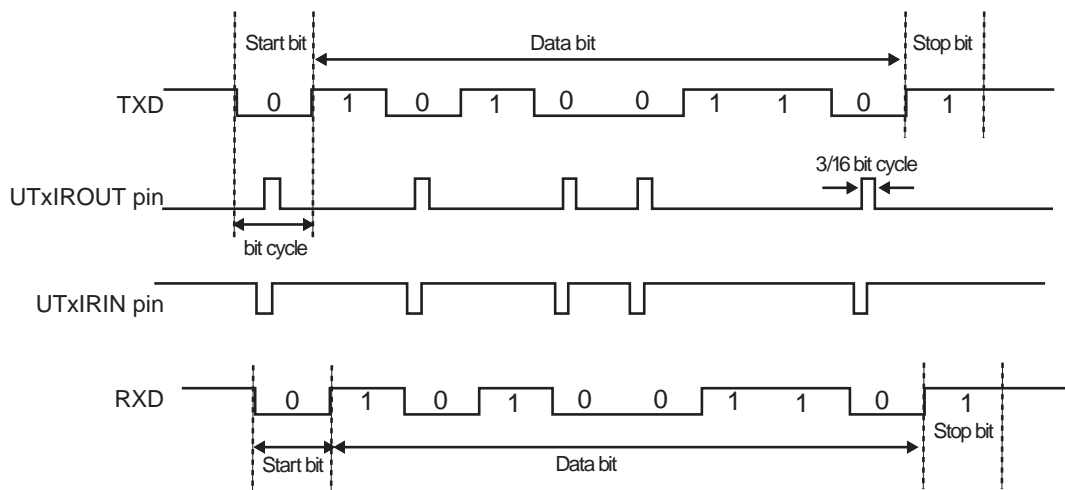 Start bit Data bit Stop bit
TXD 0 1 0 1 0 0 1 1 0 1
3/16 bit cycle
UTxIROUT pin
bit cycle
UTxIRIN pin
RXD 0 1 0 1 0 0 1 1 0 1
Start bit Data bit Stop bit